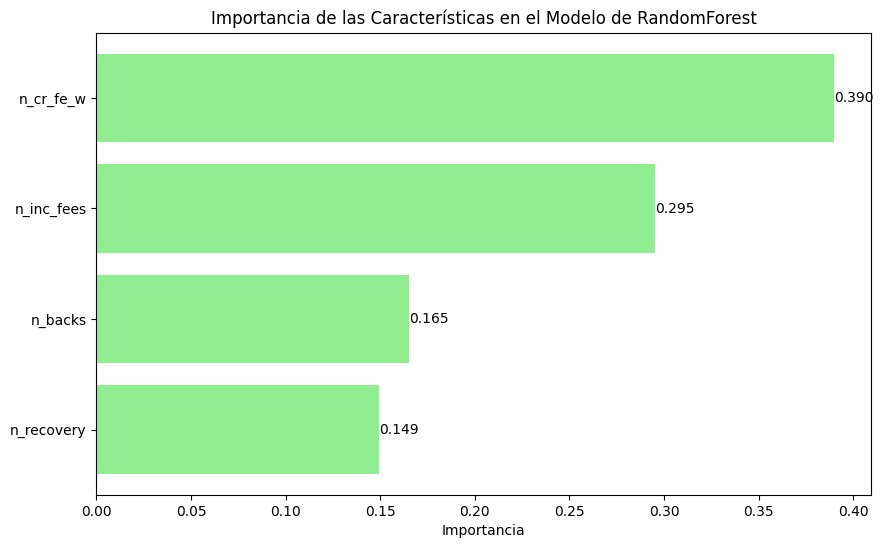 Importancia de las Características en el Modelo de RandomForest
n_cr_fe_w
0.390
n_inc_fees
0.295
n_backs
0.165
n_recovery
0.149
0.00 0.05 0.10 0.15 0.20 0.25 0.30 0.35 0.40
Importancia